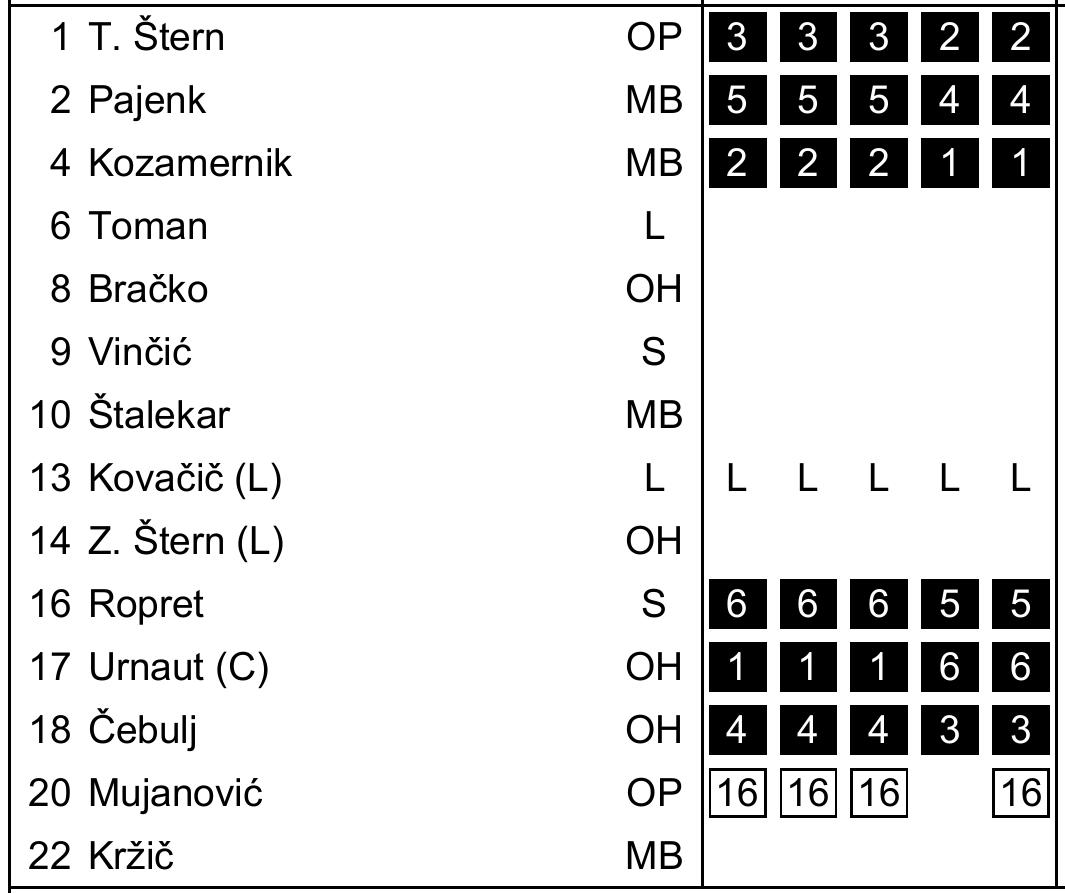 1 T. Štern OP 3 3 3 2 2
2 Pajenk MB 5 5 5 4 4
4 Kozamernik MB 2 2 2 1 1
6 Toman L
8 Bračko OH
9 Vinčić S
10 Štalekar MB
13 Kovačič (L) L L L L L L
14 Z. Štern (L) OH
16 Ropret S 6 6 6 5 5
17 Urnaut (C) OH 1 1 1 6 6
18 Čebulj OH 4 4 4 3 3
20 Mujanović OP 16 16 16 16
22 Kržič MB